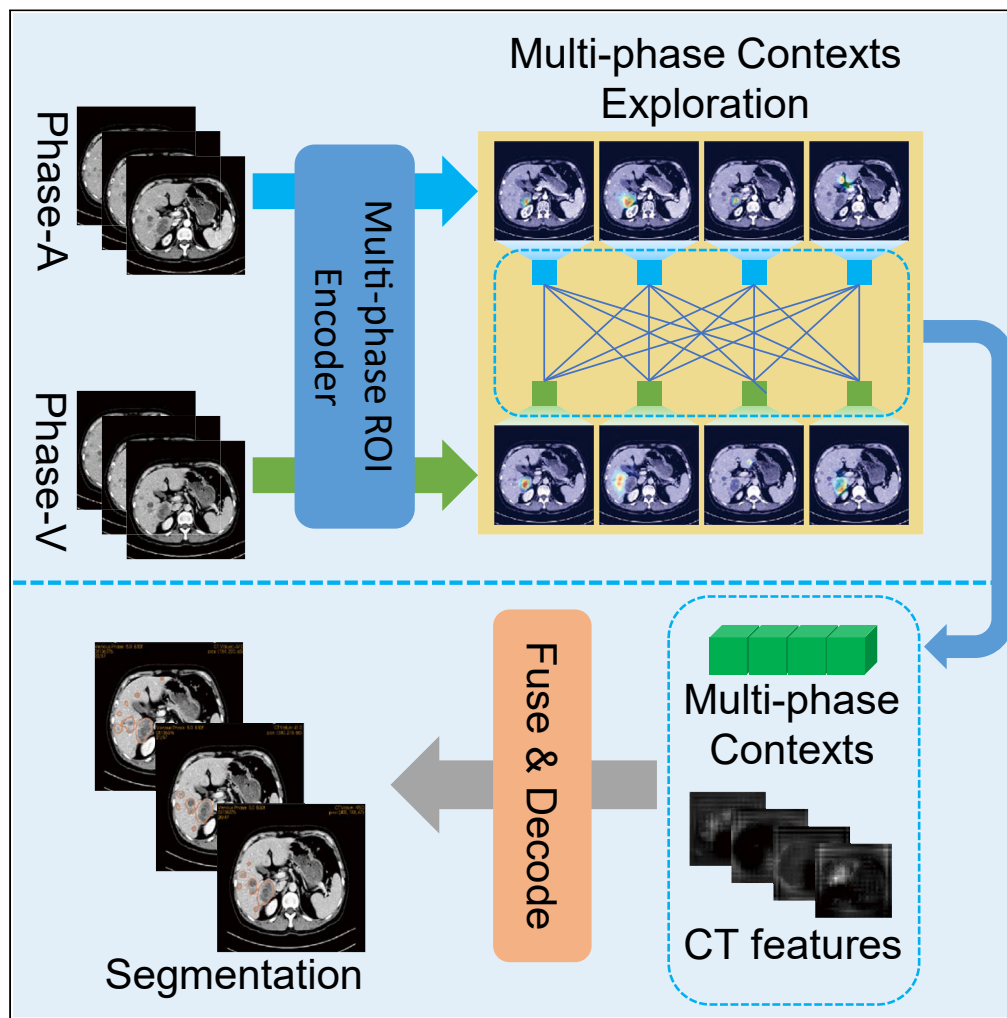 Multi-phase Contexts
Exploration
Phase-A
Multi-phase ROI
Encoder
Phase-V
Multi-phase
Contexts
CT features
Fuse & Decode
Segmentation